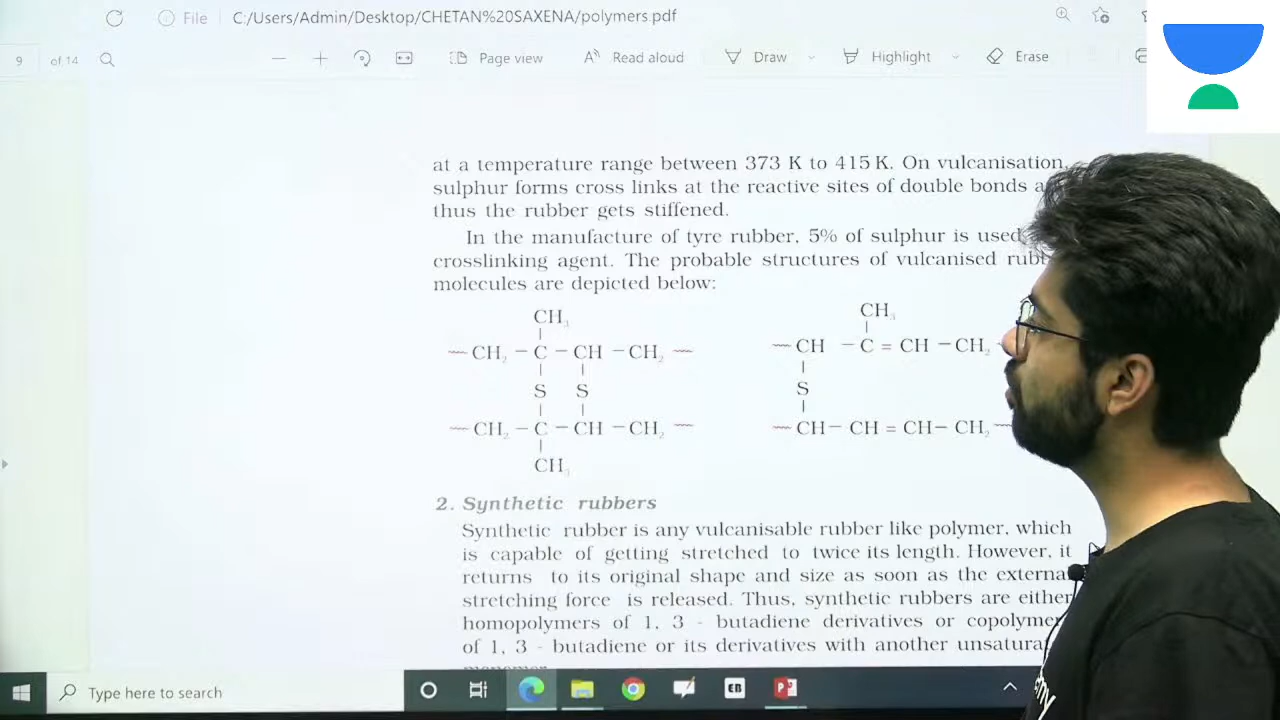 File C:/Users/Admin/Desktop/CHETAN%20SAXENA/polymers.pdf
9 of 14 Page view A Read aloud Draw Highlight Erase
at a temperature range between 373 K to 415 K. On vulcanisation,
sulphur forms cross links at the reactive sites of double bonds
thus the rubber gets stiffened.
In the manufacture of tyre rubber, 5% of sulphur is used
crosslinking agent. The probable structures of vulcanised
molecules are depicted below:
CH₃ CH₃
CH₂ – C – CH – CH₂ CH – C = CH – CH₂
S S S
CH₂ – C – CH – CH₂ CH – CH = CH – CH₂
CH₃
2. Synthetic rubbers
Synthetic rubber is any vulcanisable rubber like polymer, which
is capable of getting stretched to twice its length. However, it
returns to its original shape and size as soon as the external
stretching force is released. Thus, synthetic rubbers are either
homopolymers of 1, 3 - butadiene derivatives or
of 1, 3 - butadiene or its derivatives with another
Type here to search
EB
P